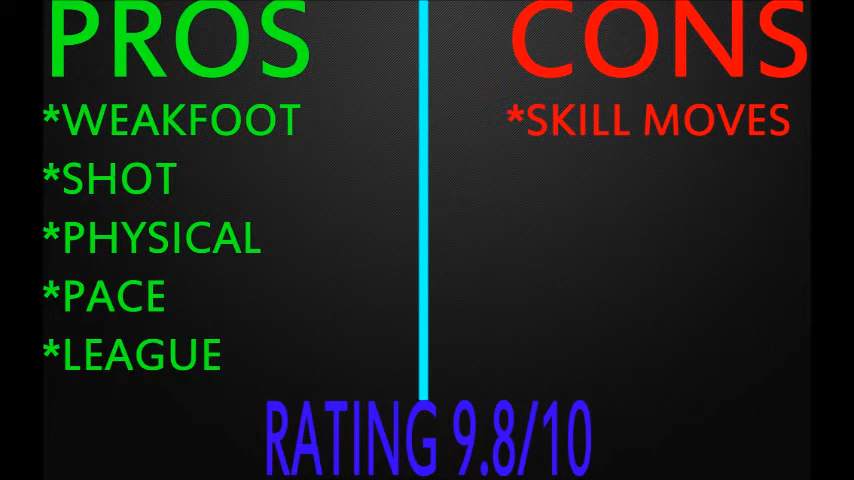 PROS
*WEAKFOOT
*SHOT
*PHYSICAL
*PACE
*LEAGUE
CONS
*SKILL MOVES
RATING 9.8/10